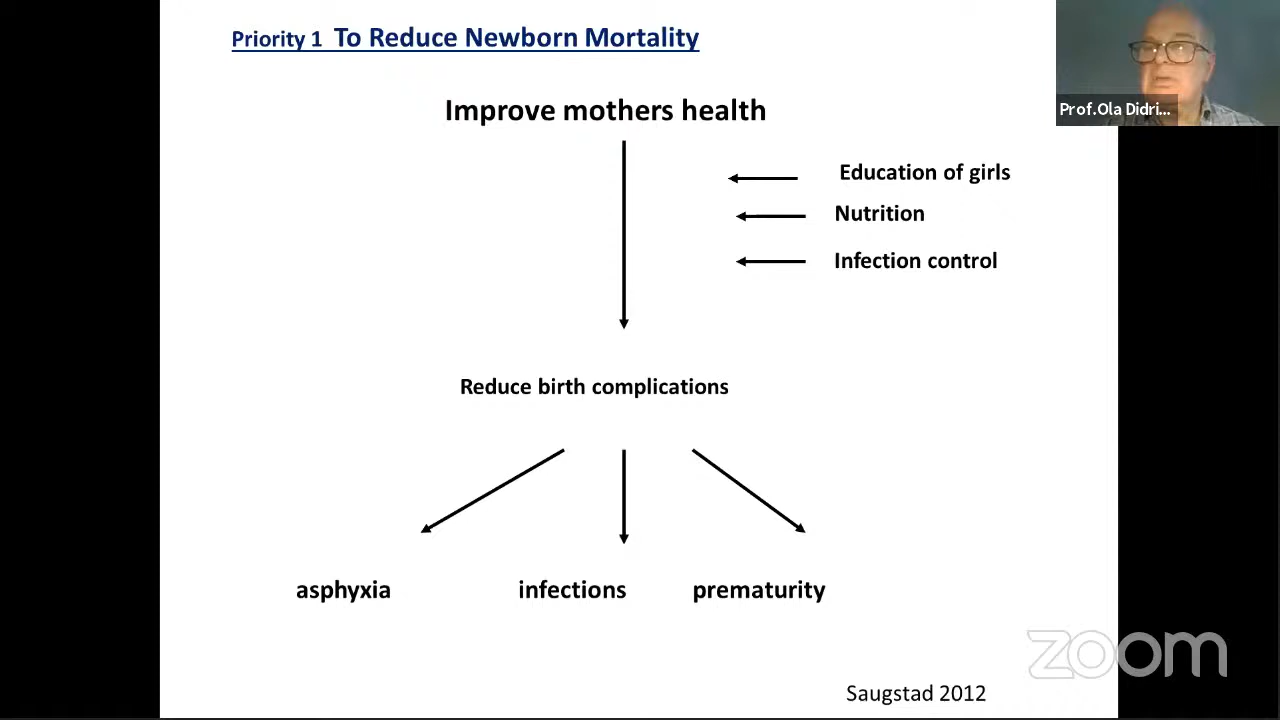 Priority 1 To Reduce Newborn Mortality
Prof.Ola Didri...
Improve mothers health
Education of girls
Nutrition
Infection control
Reduce birth complications
asphyxia infections prematurity
zoom
Saugstad 2012